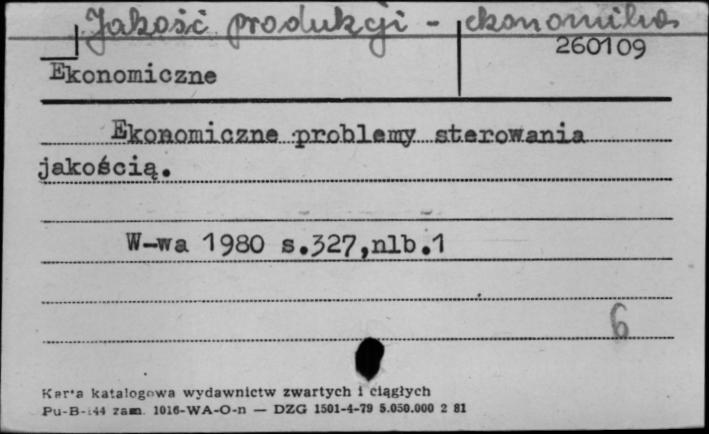 Jakość produkcji - ekonomika
260109
Ekonomiczne
Ekonomiczne problemy sterowania
jakością.
W-wa 1980 s.327,nlb.1
6
Karta katalogowa wydawnictw zwartych i ciągłych
Pu-B-144 zam. 1016-WA-O-n — DZG 1501-4-79 5.050.000 2 81